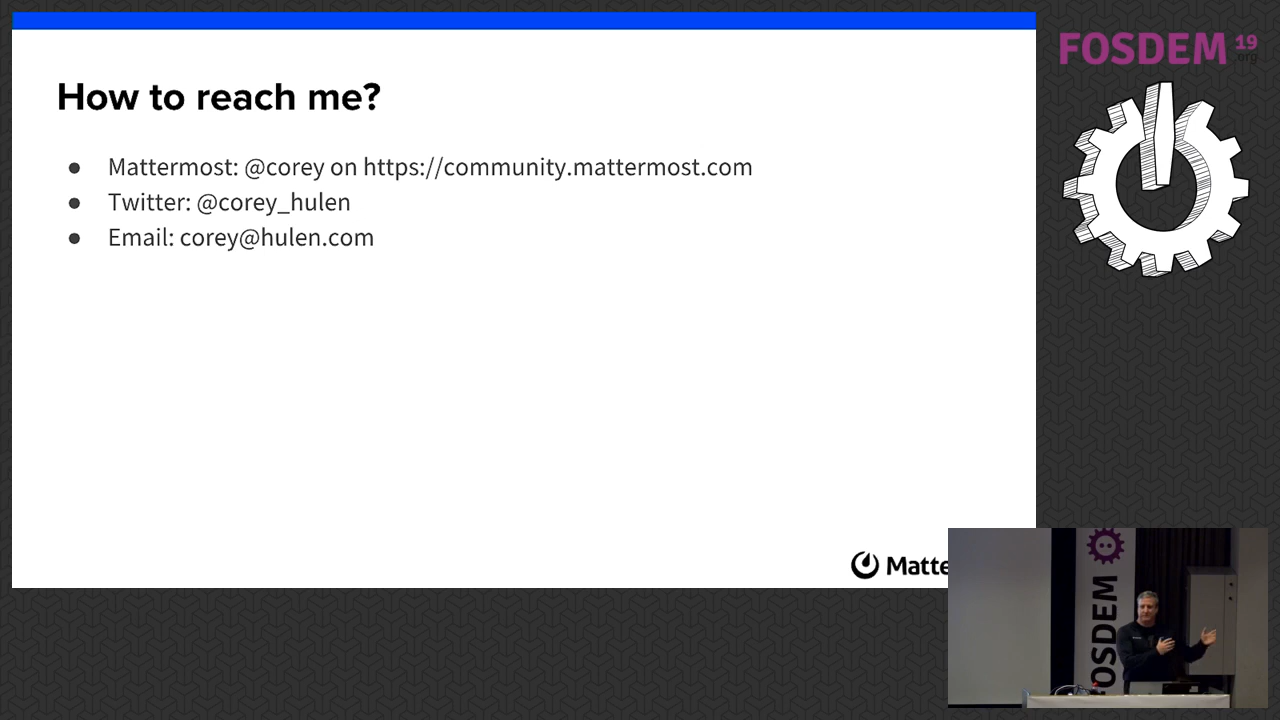 How to reach me?
● Mattermost: @corey on https://community.mattermost.com
● Twitter: @corey_hulen
● Email: corey@hulen.com
Matte
FOSDEM 19
.org
FOSDEM